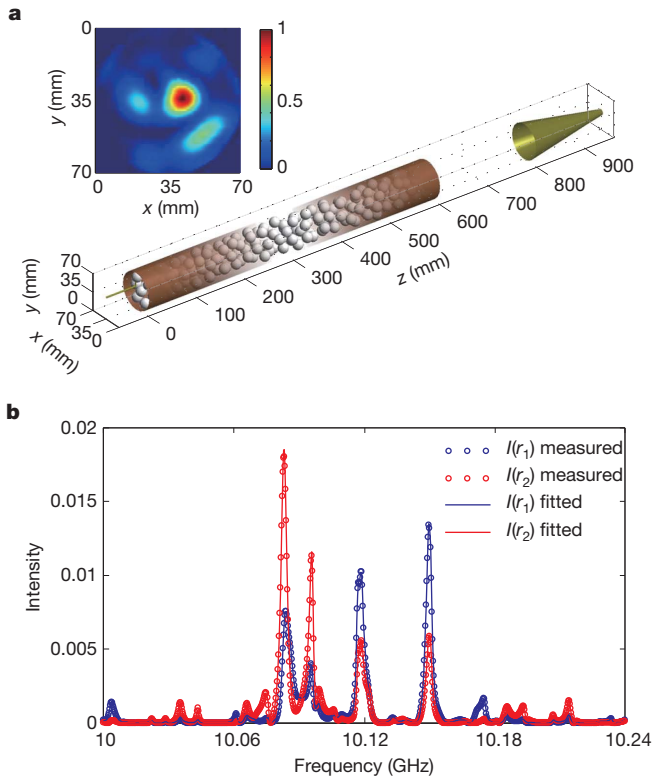 a
0
35
70
y (mm)
0 35 70
x (mm)
1
0.5
0
70
35
0
y (mm)
70
35
0
x (mm)
0 100 200 300 400 500 600 700 800 900
z (mm)
b
0.02
0.015
0.01
0.005
0
Intensity
I(r1) measured
I(r2) measured
I(r1) fitted
I(r2) fitted
10 10.06 10.12 10.18 10.24
Frequency (GHz)